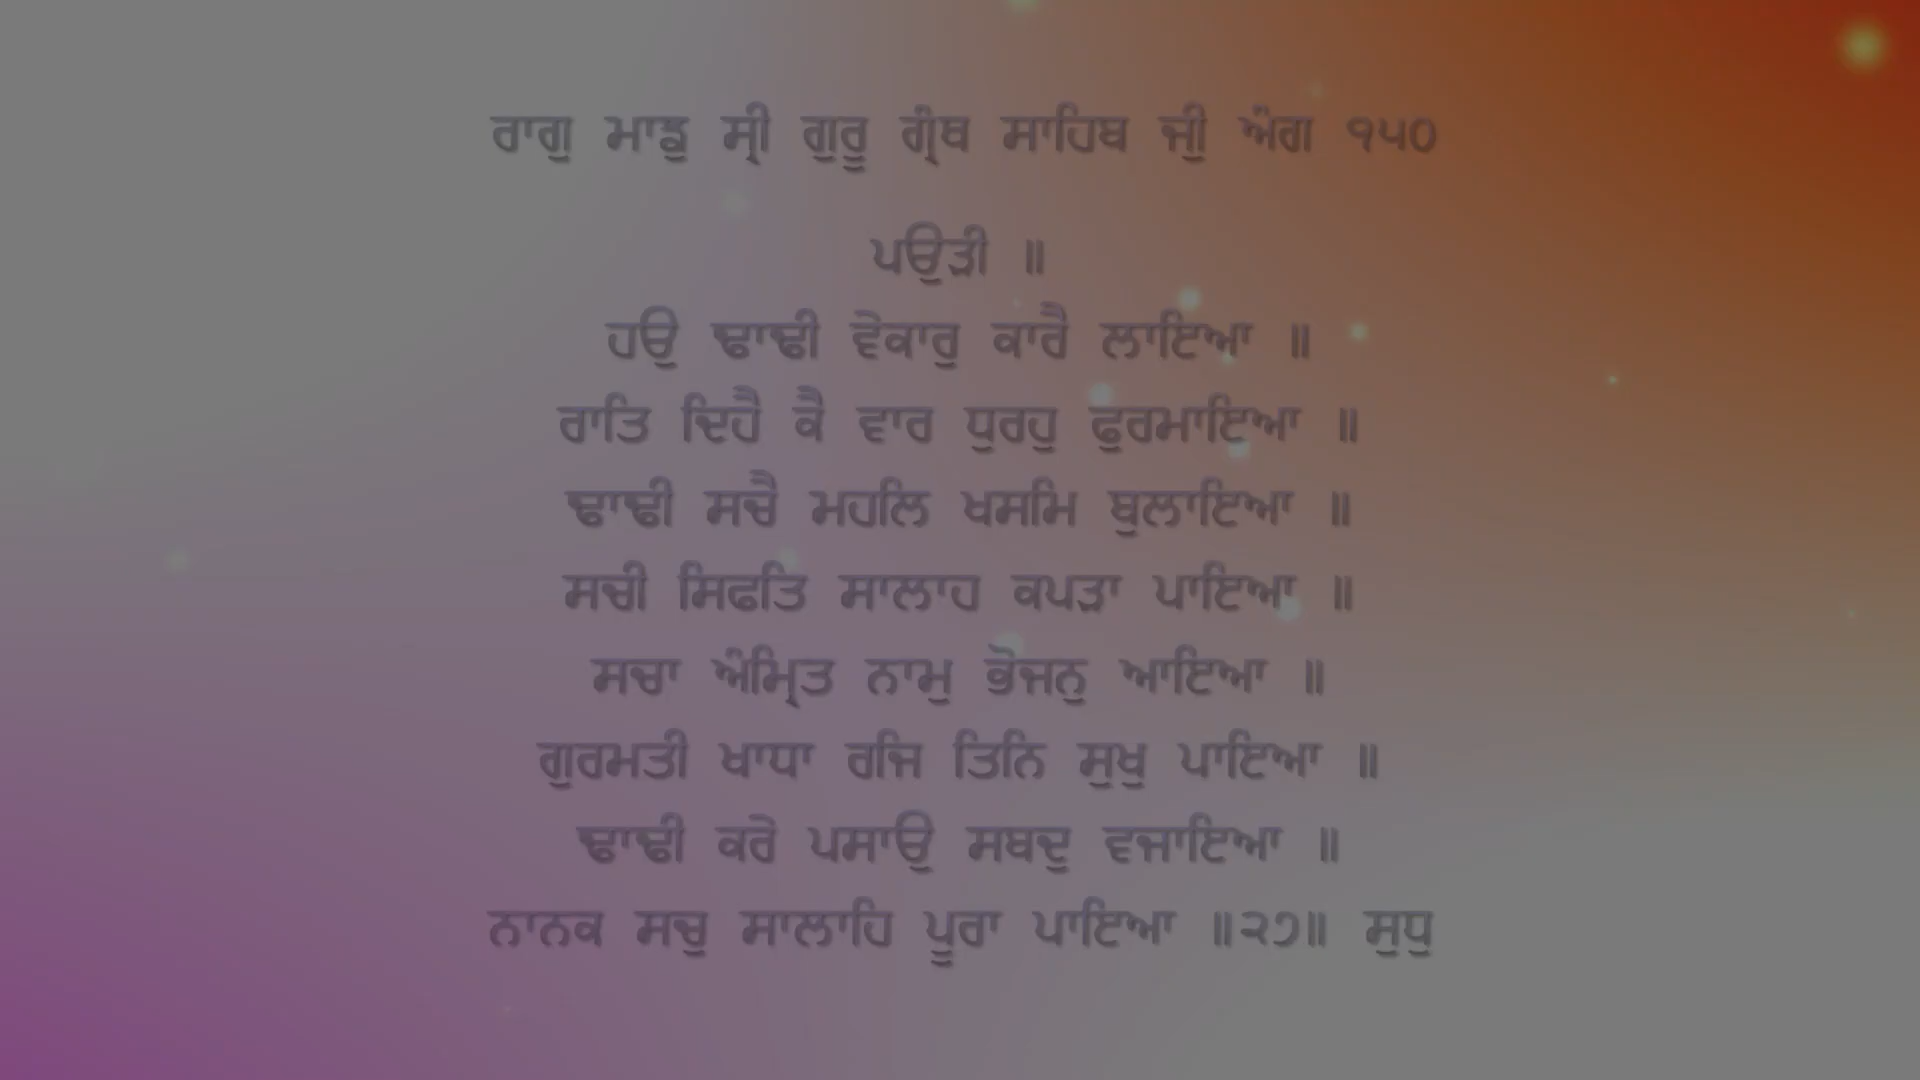 ਰਾਗੁ ਮਾਝੁ ਸ੍ਰੀ ਗੁਰੂ ਗ੍ਰੰਥ ਸਾਹਿਬ ਜੀੁ ਅੰਗ ੧੫੦
ਪਉੜੀ ॥
ਹਉ ਢਾਢੀ ਵੇਕਾਰੁ ਕਾਰੈ ਲਾਇਆ ॥
ਰਾਤਿ ਦਿਹੈ ਕੈ ਵਾਰ ਧੁਰਹੁ ਫੁਰਮਾਇਆ ॥
ਢਾਢੀ ਸਚੈ ਮਹਲਿ ਖਸਮਿ ਬੁਲਾਇਆ ॥
ਸਚੀ ਸਿਫਤਿ ਸਾਲਾਹ ਕਪੜਾ ਪਾਇਆ ॥
ਸਚਾ ਅੰਮ੍ਰਿਤ ਨਾਮੁ ਭੋਜਨੁ ਆਇਆ ॥
ਗੁਰਮਤੀ ਖਾਧਾ ਰਜਿ ਤਿਨਿ ਸੁਖੁ ਪਾਇਆ ॥
ਢਾਢੀ ਕਰੇ ਪਸਾਉ ਸਬਦੁ ਵਜਾਇਆ ॥
ਨਾਨਕ ਸਚੁ ਸਾਲਾਹਿ ਪੂਰਾ ਪਾਇਆ ॥੨੭॥ ਸੁਧੁ